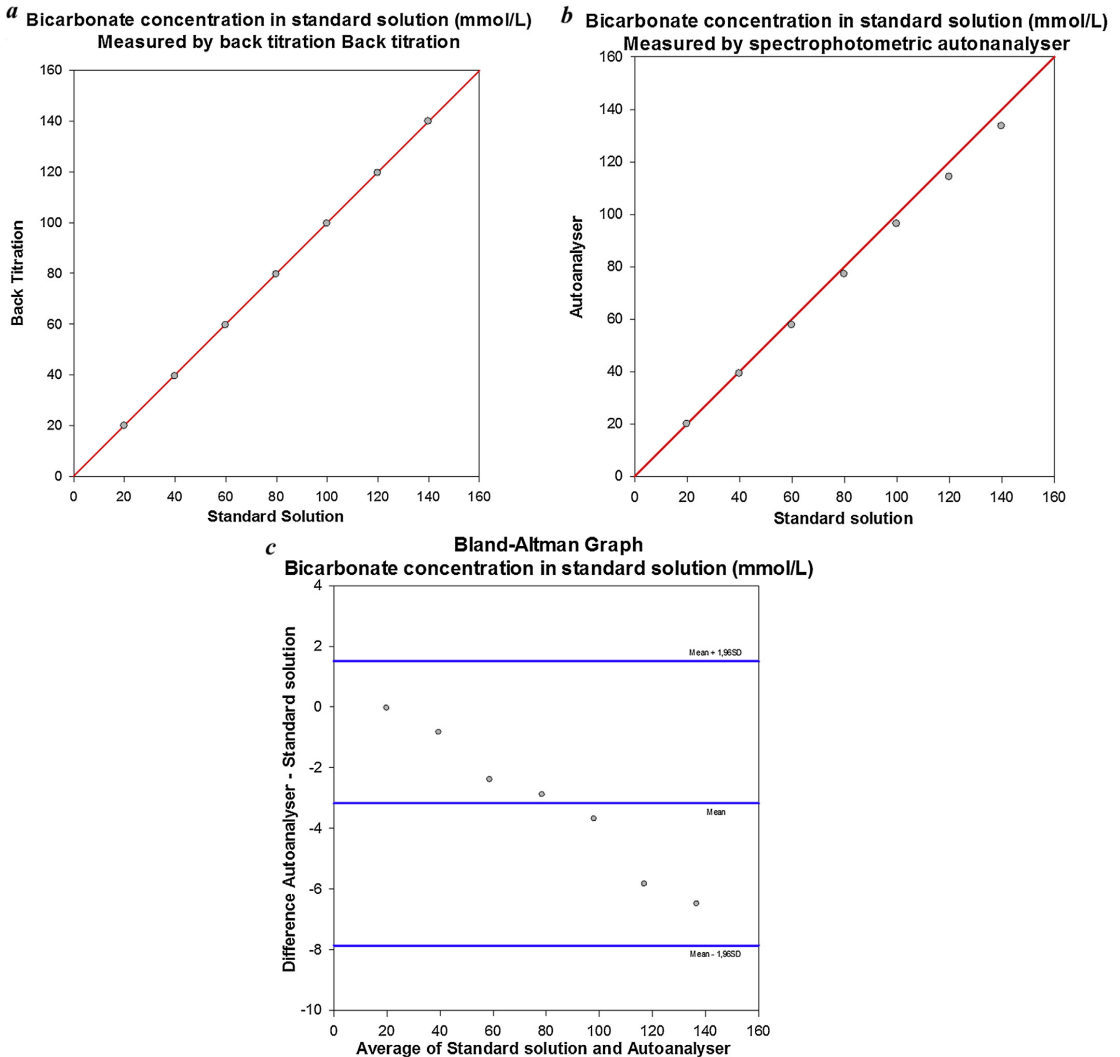 a
Bicarbonate concentration in standard solution (mmol/L)
Measured by back titration Back titration
160
140
120
100
80
60
40
20
0
Back Titration
0 20 40 60 80 100 120 140 160
Standard Solution
b
Bicarbonate concentration in standard solution (mmol/L)
Measured by spectrophotometric autonanalyser
160
140
120
100
80
60
40
20
0
Autoanalyser
0 20 40 60 80 100 120 140 160
Standard solution
c
Bland-Altman Graph
Bicarbonate concentration in standard solution (mmol/L)
4
2
0
-2
-4
-6
-8
-10
Difference Autoanalyser - Standard solution
Mean + 1,96SD
Mean
Mean - 1,96SD
0 20 40 60 80 100 120 140 160
Average of Standard solution and Autoanalyser